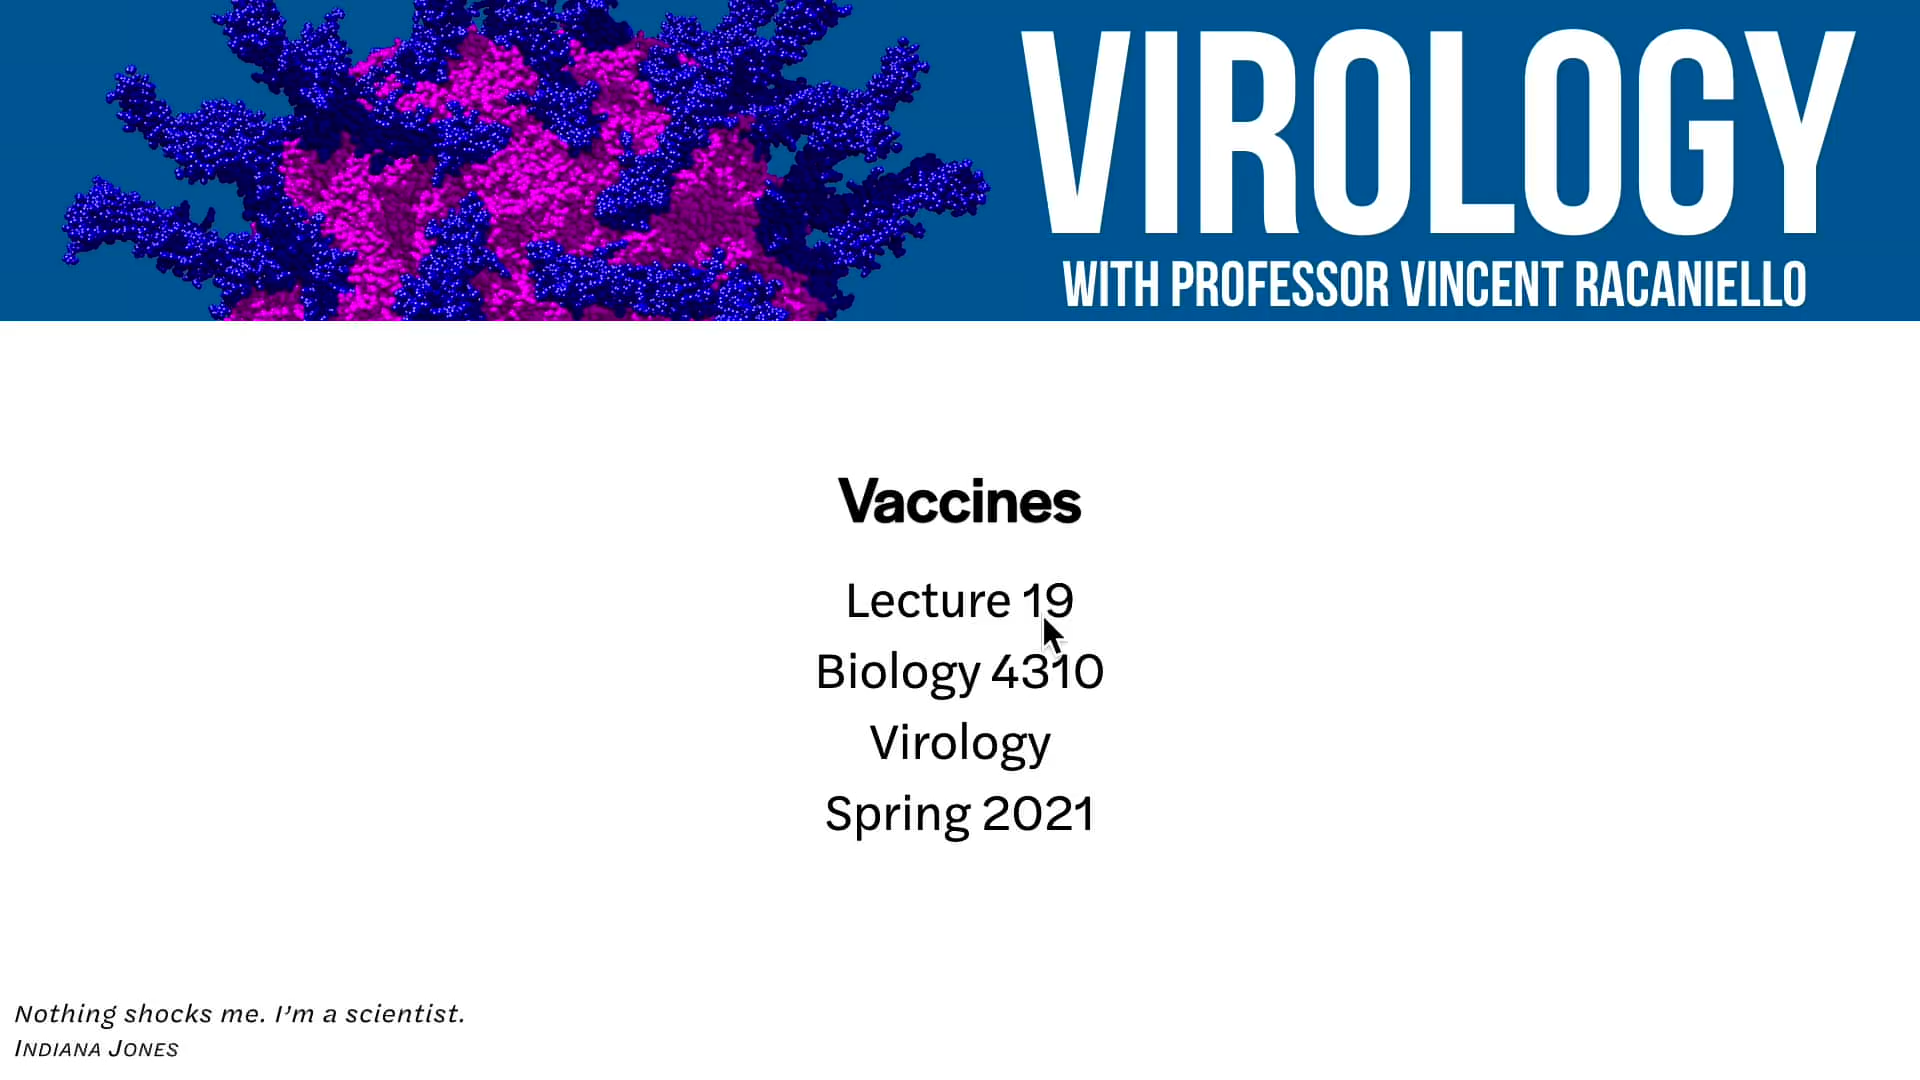 VIROLOGY
WITH PROFESSOR VINCENT RACANIELLO
Vaccines
Lecture 19
Biology 4310
Virology
Spring 2021
Nothing shocks me. I'm a scientist.
INDIANA JONES